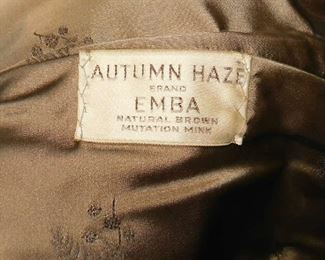 AUTUMN HAZE
BRAND
EMBA
NATURAL BROWN
MUTATION MINK